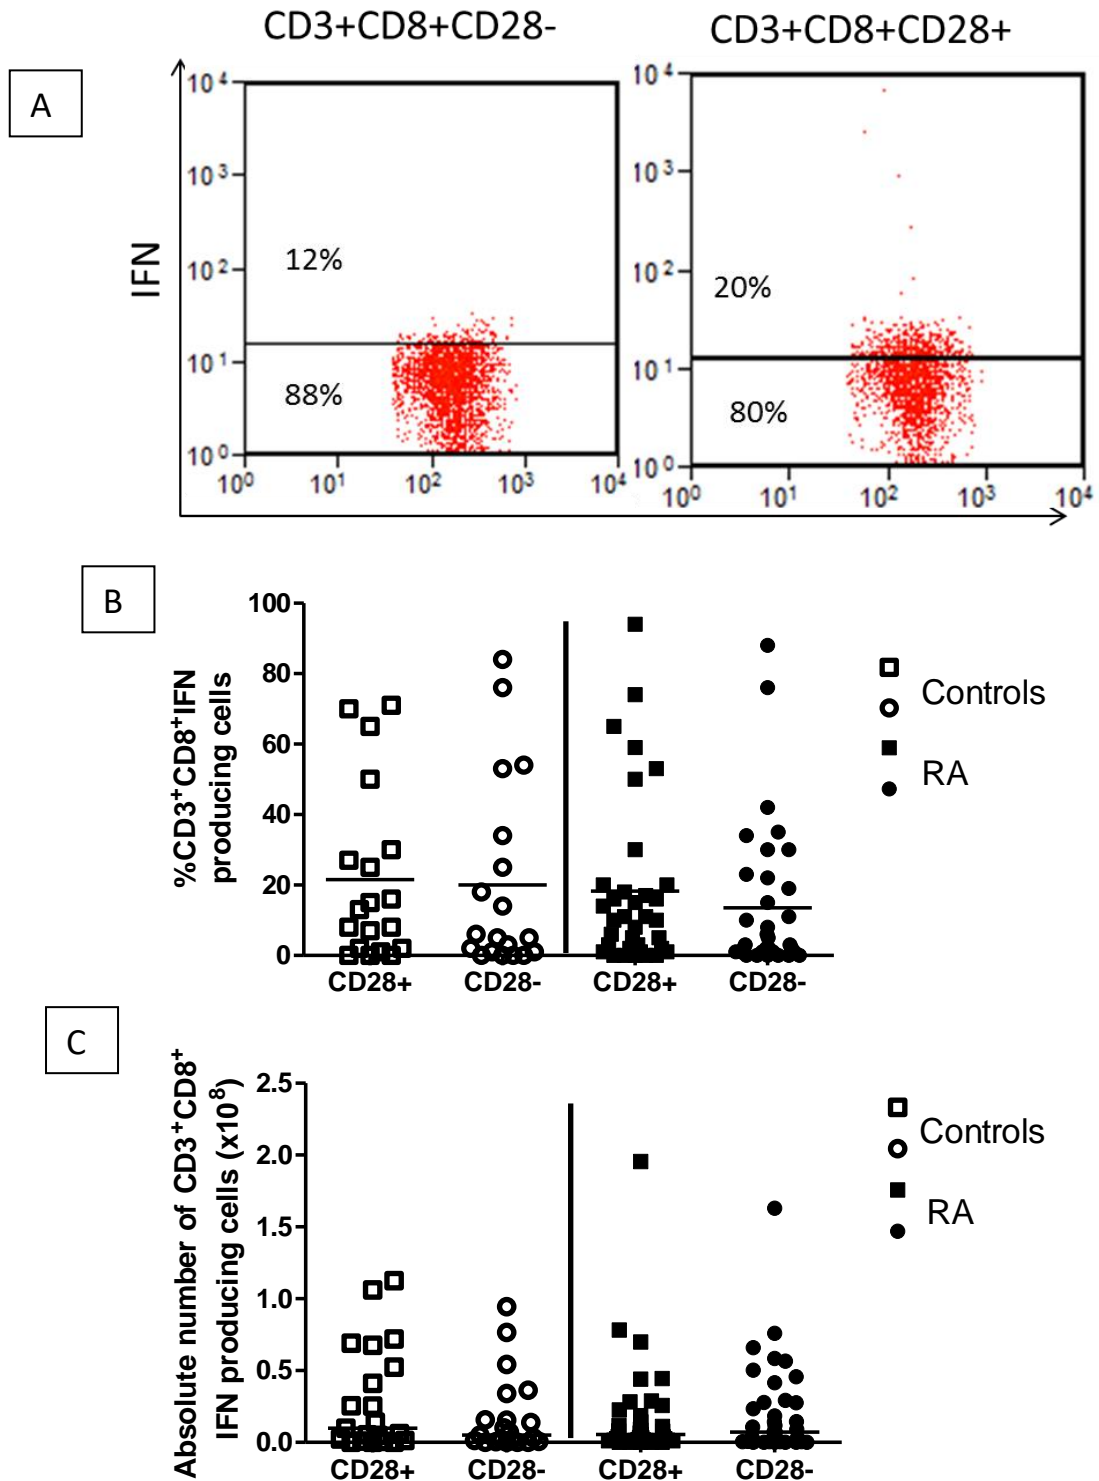 CD3+CD8+CD28-
CD3+CD8+CD28+
A
IFN
10⁴
10³
10²
10¹
10⁰
12%
88%
10⁰ 10¹ 10² 10³ 10⁴
10⁴
10³
10²
10¹
10⁰
20%
80%
10⁰ 10¹ 10² 10³ 10⁴
B
%CD3⁺CD8⁺IFN
producing cells
100
80
60
40
20
0
CD28+ CD28- CD28+ CD28-
Controls
RA
C
Absolute number of CD3⁺CD8⁺
IFN producing cells (x10⁸)
2.5
2.0
1.5
1.0
0.5
0.0
CD28+ CD28- CD28+ CD28-
Controls
RA